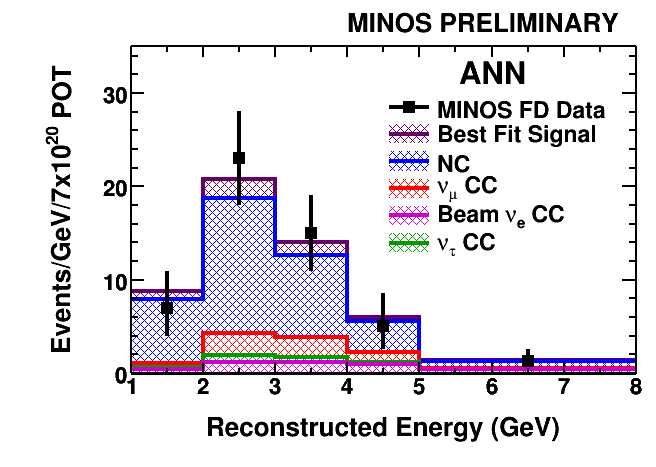 MINOS PRELIMINARY
ANN
MINOS FD Data
Best Fit Signal
NC
νμ CC
Beam νe CC
ντ CC
Events/GeV/7x10²⁰ POT
30
20
10
0
1 2 3 4 5 6 7 8
Reconstructed Energy (GeV)